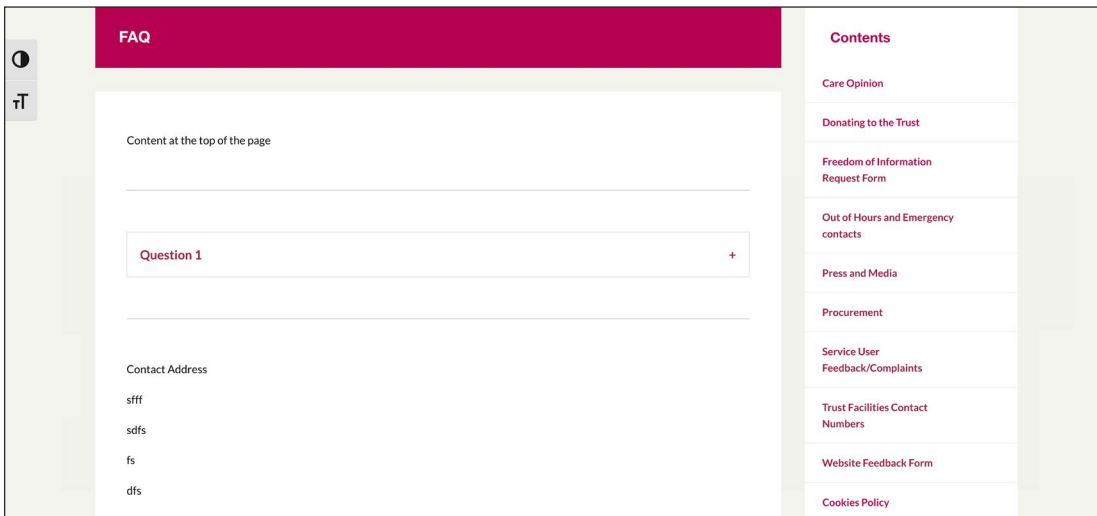 FAQ
Content at the top of the page
Question 1 +
Contact Address
sfff
sdfs
fs
dfs
Contents
Care Opinion
Donating to the Trust
Freedom of Information
Request Form
Out of Hours and Emergency
contacts
Press and Media
Procurement
Service User
Feedback/Complaints
Trust Facilities Contact
Numbers
Website Feedback Form
Cookies Policy
TT